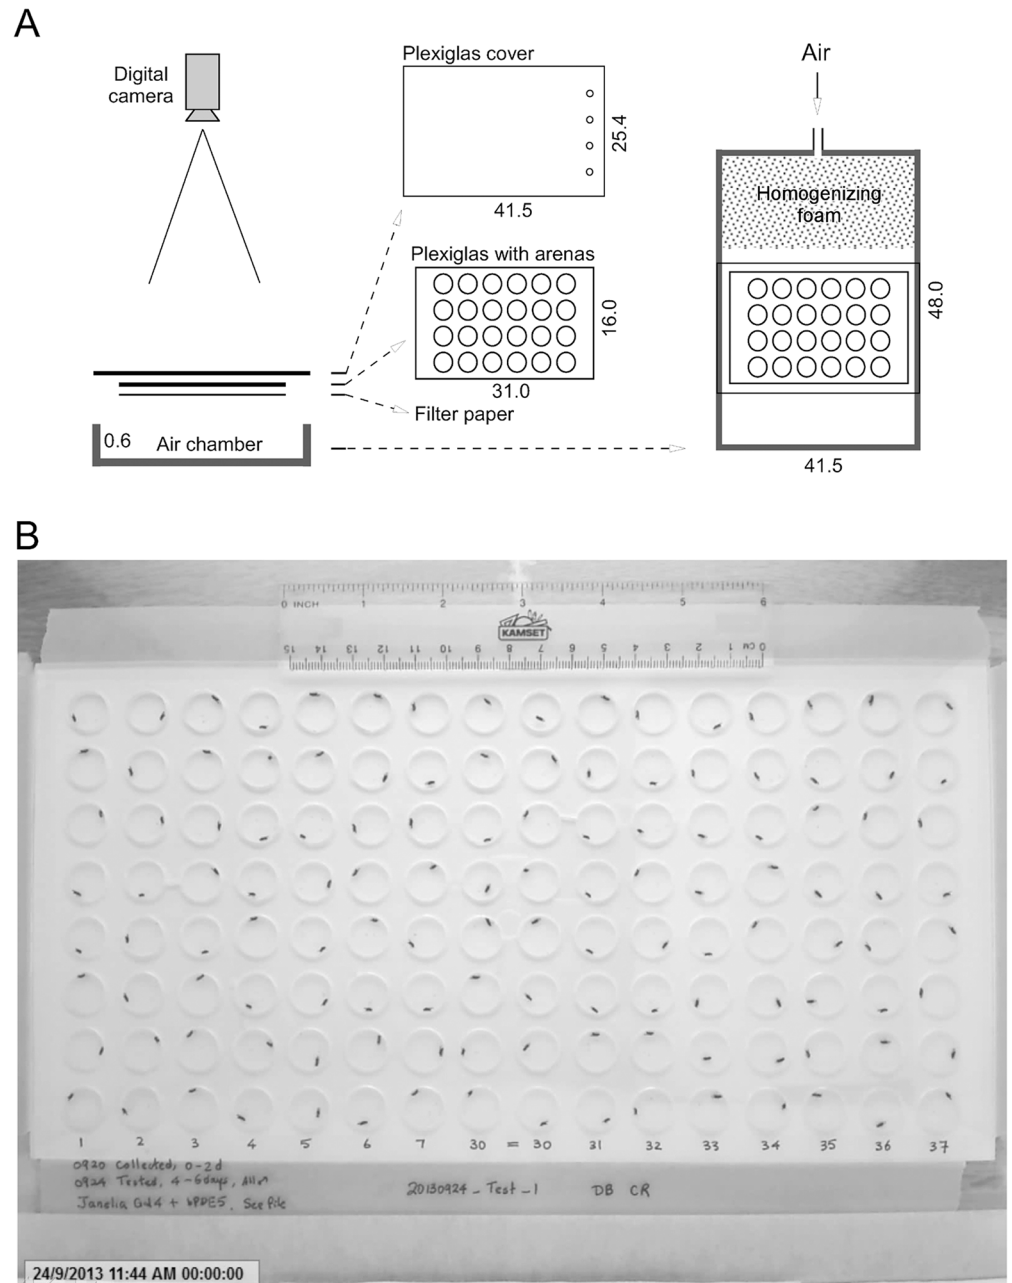 A
Digital
camera
Plexiglas cover
25.4
41.5
Air
Homogenizing
foam
Plexiglas with arenas
16.0
31.0
48.0
Filter paper
0.6
Air chamber
41.5
B
0 INCH 1 2 3 4 5 6
KAMSET
15 14 13 12 11 10 9 8 7 6 5 4 3 2 1 CM 0
1 2 3 4 5 6 7 30 = 30 31 32 33 34 35 36 37
0920 Collected, 0-2d
0924 Tested, 4-6days, All ♂
Janelia Gal4 + UPDE5, See file
20130924-Test-1 DB CR
24/9/2013 11:44 AM 00:00:00